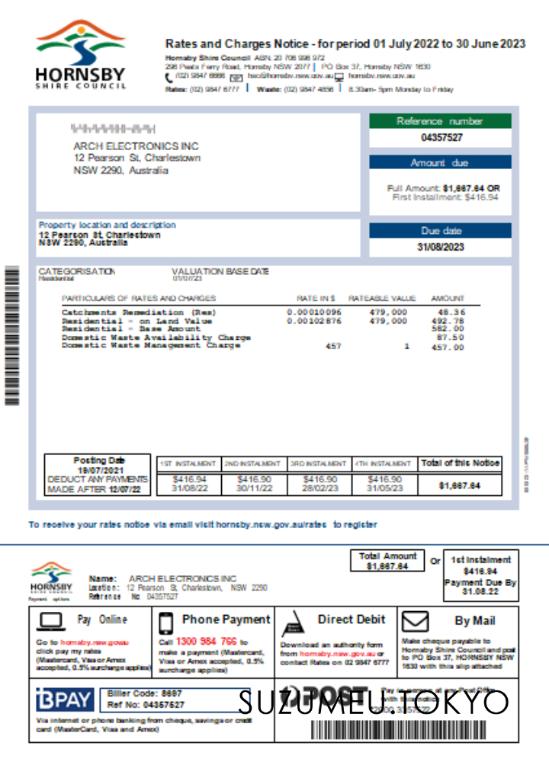 HORNSBY
SHIRE COUNCIL
Rates and Charges Notice - for period 01 July 2022 to 30 June 2023
Hornsby Shire Council ABN: 20 706 996 972
296 Peats Ferry Road, Hornsby NSW 2077 | PO Box 37, Hornsby NSW 1630
(02) 9847 6666 hsc@hornsby.nsw.gov.au hornsby.nsw.gov.au
Rates: (02) 9847 6777 | Waste: (02) 9847 4856 | 8.30am- 5pm Monday to Friday
ARCH ELECTRONICS INC
12 Pearson St, Charlestown
NSW 2290, Australia
Reference number
04357527
Amount due
Full Amount: $1,667.64 OR
First Installment: $416.94
Property location and description
12 Pearson St, Charlestown
NSW 2290, Australia
Due date
31/08/2023
CATEGORISATION VALUATION BASE DATE
Residential 01/07/23
PARTICULARS OF RATES AND CHARGES RATE IN $ RATEABLE VALUE AMOUNT
Catchments Remediation (Res) 0.00010096 479,000 48.36
Residential - on Land Value 0.00102876 479,000 492.78
Residential - Base Amount 582.00
Domestic Waste Availability Charge 87.50
Domestic Waste Management Charge 457 1 457.00
Posting Date
19/07/2021
DEDUCT ANY PAYMENTS
MADE AFTER 12/07/22
1ST INSTALMENT 2ND INSTALMENT 3RD INSTALMENT 4TH INSTALMENT Total of this Notice
$416.94 $416.90 $416.90 $416.90 $1,667.64
31/08/22 30/11/22 28/02/23 31/05/23
To receive your rates notice via email visit hornsby.nsw.gov.au/rates to register
HORNSBY
SHIRE COUNCIL
Payment options
Name: ARCH ELECTRONICS INC
Location: 12 Pearson St, Charlestown, NSW 2290
Reference No: 04357527
Total Amount
$1,667.64
Or
1st Instalment
$416.94
Payment Due By
31.08.22
Pay Online
Go to hornsby.nsw.gov.au
click pay my rates
(Mastercard, Visa or Amex
accepted, 0.5% surcharge applies)
Phone Payment
Call 1300 984 766 to
make a payment (Mastercard,
Visa or Amex accepted, 0.5%
surcharge applies)
Direct Debit
Download an authority form
from hornsby.nsw.gov.au or
contact Rates on 02 9847 6777
By Mail
Make cheque payable to
Hornsby Shire Council and post
to PO Box 37, HORNSBY NSW
1630 with this slip attached
BPAY
Biller Code: 8697
Ref No: 04357527
Via internet or phone banking from cheque, savings or credit
card (MasterCard, Visa and Amex)
POST
Pay in person at any Post Office
SUZUMEU.TOKYO